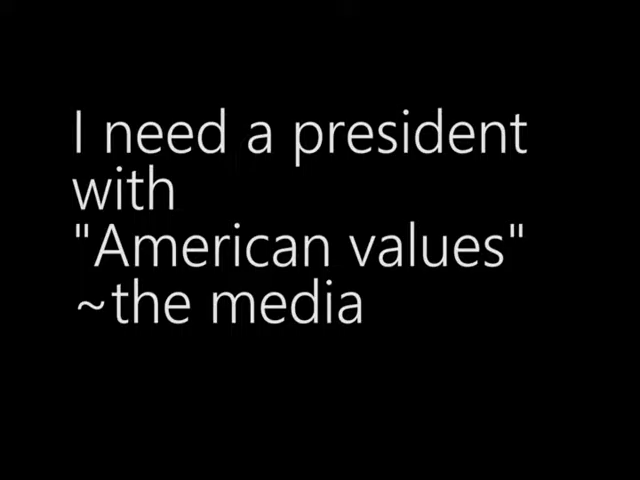 I need a president
with
"American values"
~the media